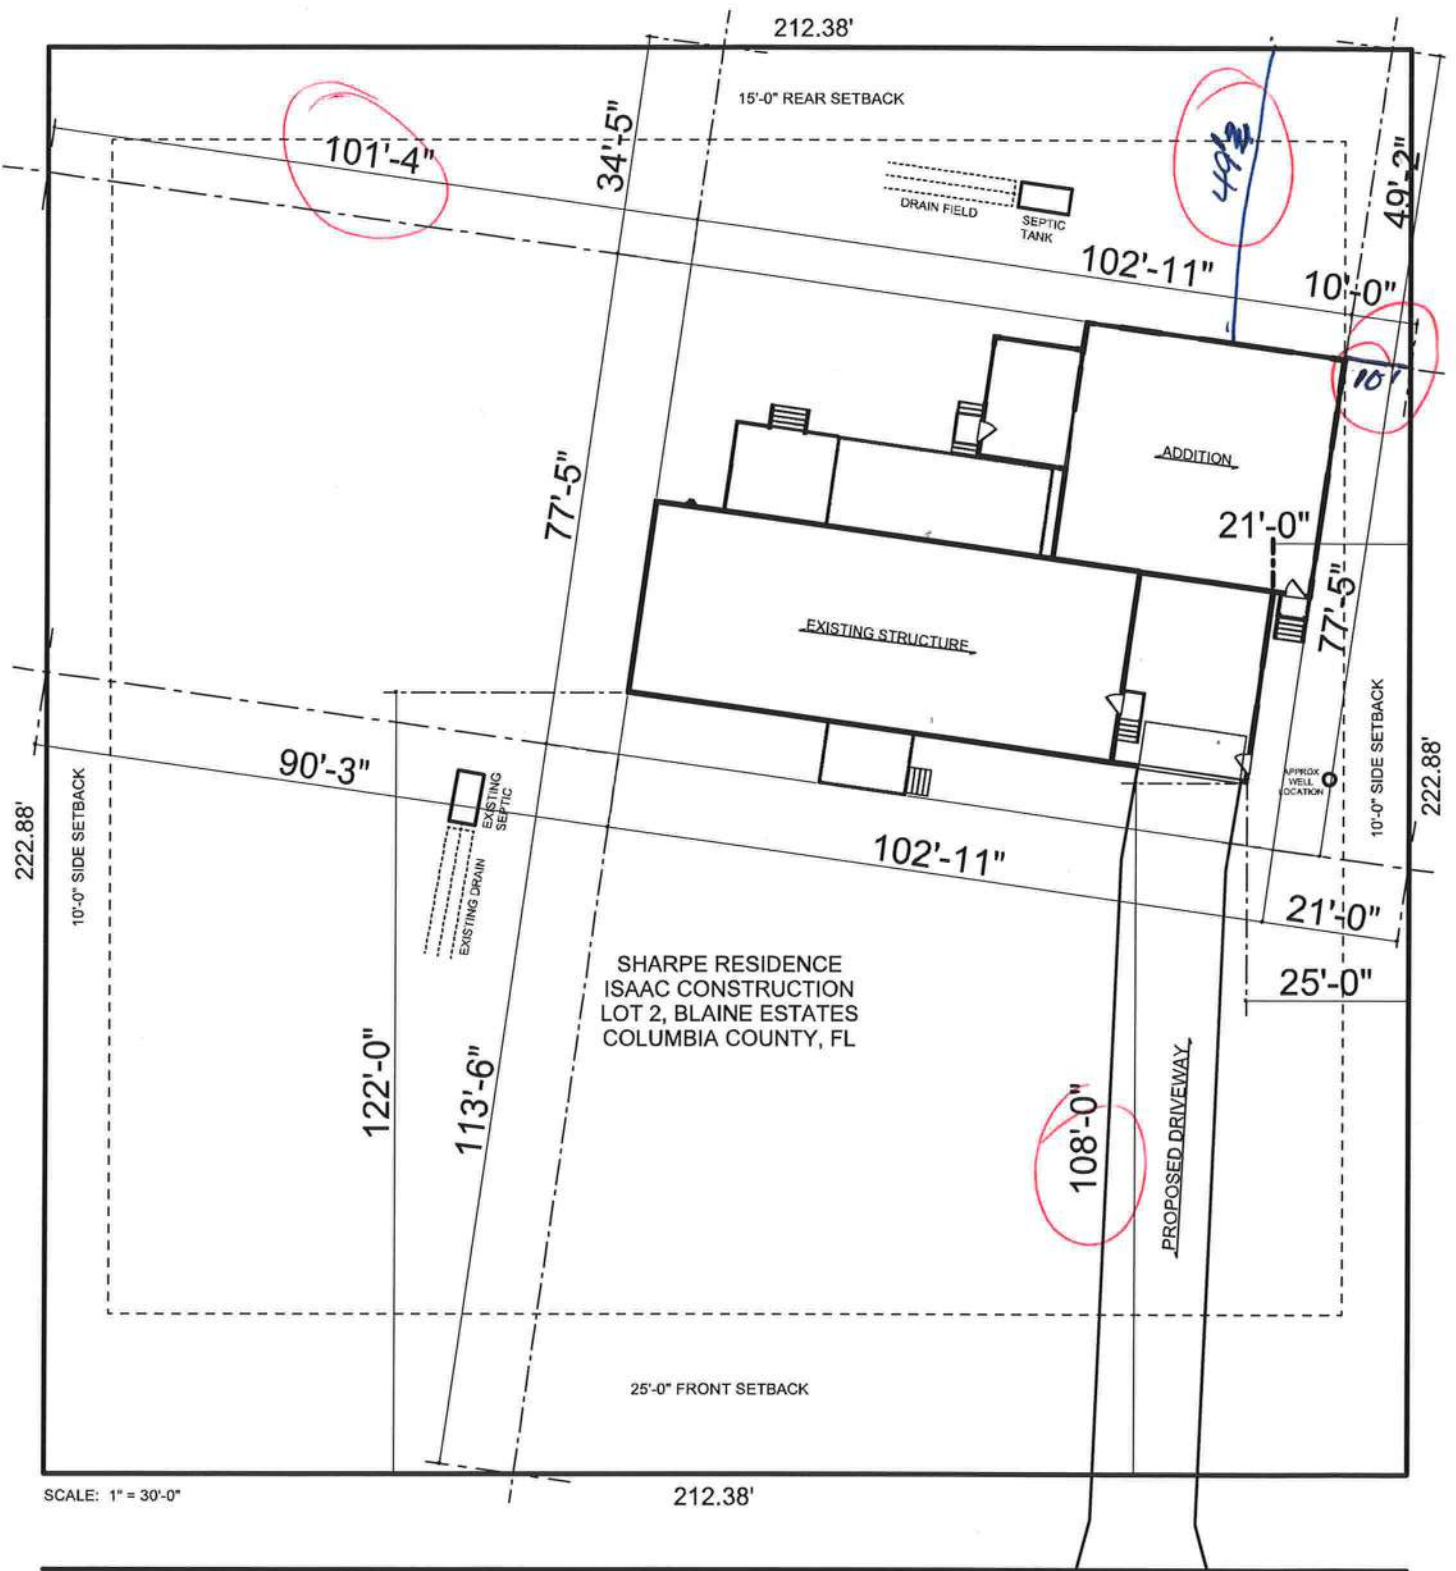 212.38'
15'-0" REAR SETBACK
101'-4"
34'-5"
49'2"
49'-2"
DRAIN FIELD
SEPTIC
TANK
102'-11"
10'-0"
10'
ADDITION
77'-5"
21'-0"
77'-5"
EXISTING STRUCTURE
90'-3"
EXISTING
SEPTIC
APPROX
WELL
LOCATION
10'-0" SIDE SETBACK
222.88'
222.88'
10'-0" SIDE SETBACK
EXISTING DRAIN
102'-11"
21'-0"
25'-0"
SHARPE RESIDENCE
ISAAC CONSTRUCTION
LOT 2, BLAINE ESTATES
COLUMBIA COUNTY, FL
122'-0"
113'-6"
108'-0"
PROPOSED DRIVEWAY
25'-0" FRONT SETBACK
SCALE: 1" = 30'-0"
212.38'